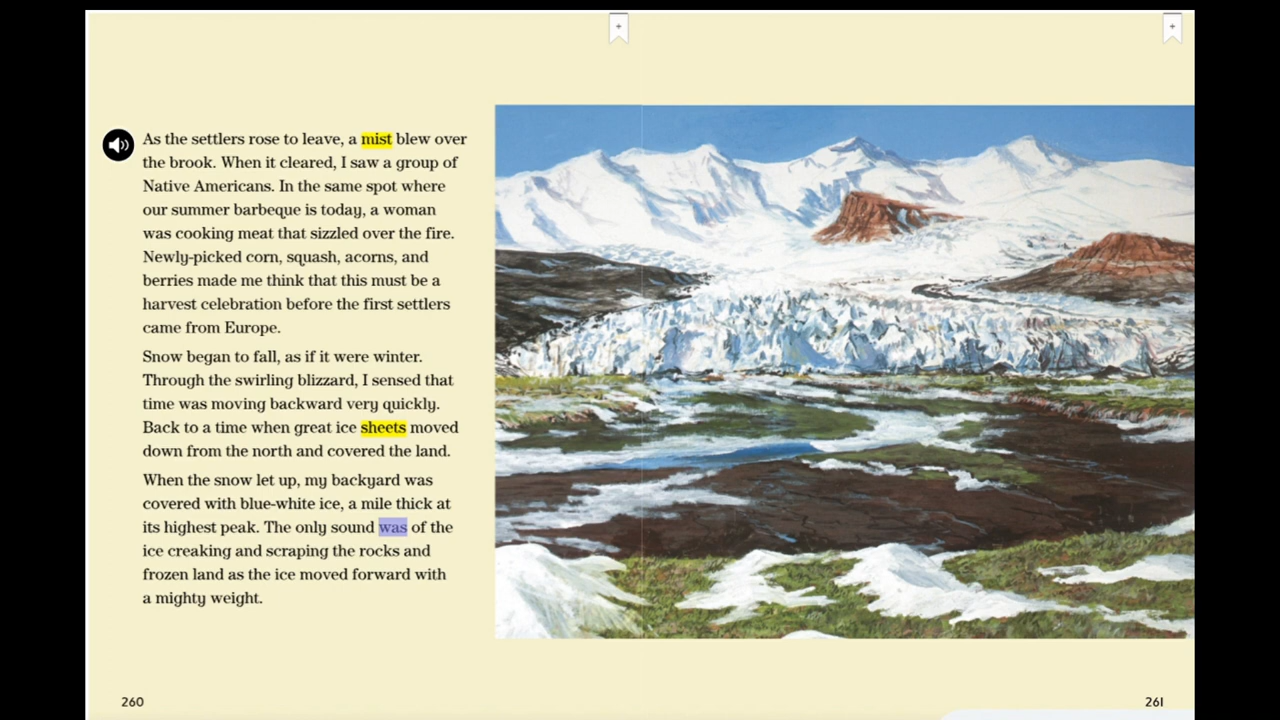 As the settlers rose to leave, a mist blew over
the brook. When it cleared, I saw a group of
Native Americans. In the same spot where
our summer barbeque is today, a woman
was cooking meat that sizzled over the fire.
Newly-picked corn, squash, acorns, and
berries made me think that this must be a
harvest celebration before the first settlers
came from Europe.
Snow began to fall, as if it were winter.
Through the swirling blizzard, I sensed that
time was moving backward very quickly.
Back to a time when great ice sheets moved
down from the north and covered the land.
When the snow let up, my backyard was
covered with blue-white ice, a mile thick at
its highest peak. The only sound was of the
ice creaking and scraping the rocks and
frozen land as the ice moved forward with
a mighty weight.
260
261